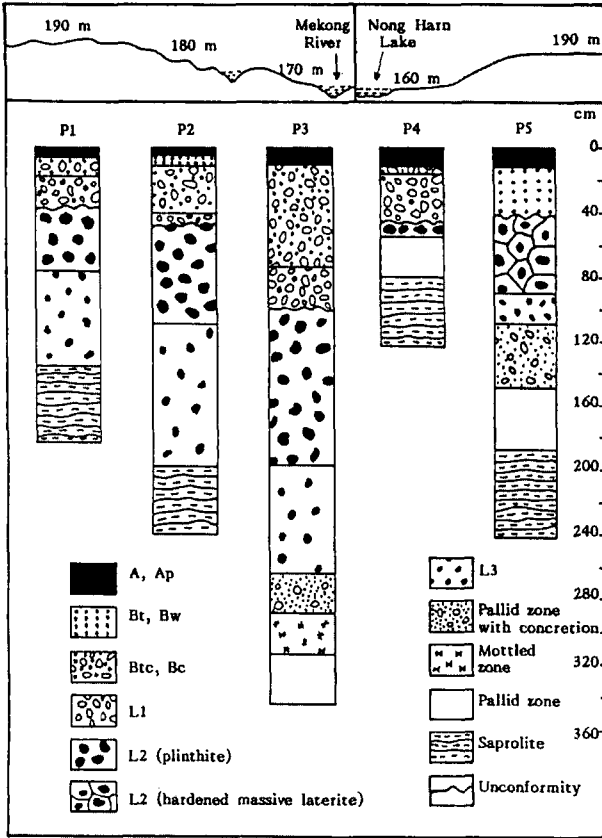 190 m
Mekong
River
Nong Harn
Lake
190 m
180 m
170 m
160 m
cm
P1
P2
P3
P4
P5
0
40
80
120
160
200
240
280
320
360
A, Ap
Bt, Bw
Btc, Bc
L1
L2 (plinthite)
L2 (hardened massive laterite)
L3
Pallid zone
with concretion
Mottled
zone
Pallid zone
Saprolite
Unconformity